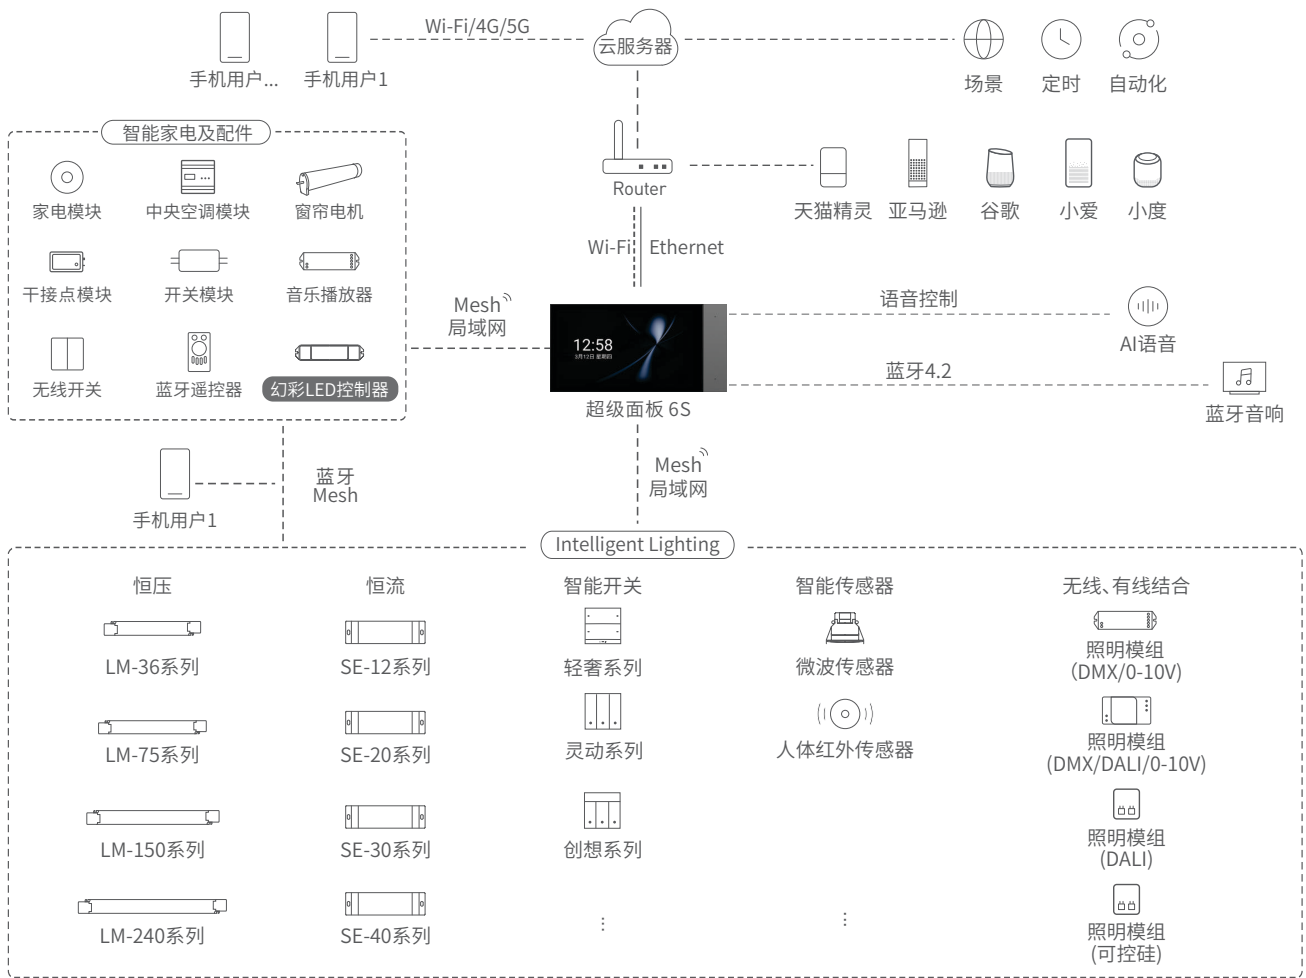 Wi-Fi/4G/5G
云服务器
手机用户...
手机用户1
场景
定时
自动化
智能家电及配件
家电模块
中央空调模块
窗帘电机
干接点模块
开关模块
音乐播放器
无线开关
蓝牙遥控器
幻彩LED控制器
Router
天猫精灵
亚马逊
谷歌
小爱
小度
Wi-Fi
Ethernet
Mesh
局域网
12:58
3月12日 星期四
超级面板 6S
语音控制
AI语音
蓝牙4.2
蓝牙音响
手机用户1
蓝牙
Mesh
Mesh
局域网
Intelligent Lighting
恒压
LM-36系列
LM-75系列
LM-150系列
LM-240系列
恒流
SE-12系列
SE-20系列
SE-30系列
SE-40系列
智能开关
轻奢系列
灵动系列
创想系列
⋮
智能传感器
微波传感器
人体红外传感器
⋮
无线、有线结合
照明模组
(DMX/0-10V)
照明模组
(DMX/DALI/0-10V)
照明模组
(DALI)
照明模组
(可控硅)